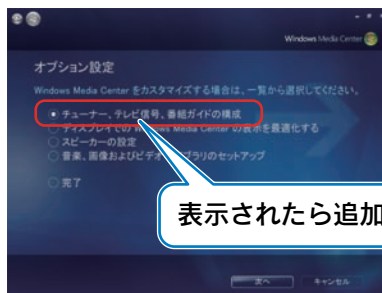 Windows Media Center
オプション設定
Windows Media Center をカスタマイズする場合は、一覧から選択してください。
チューナー、テレビ信号、番組ガイドの構成
ディスプレイでの Windows Media Center の表示を最適化する
スピーカーの設定
音楽、画像およびビデオ ライブラリのセットアップ
完了
表示されたら追加
次へ
キャンセル